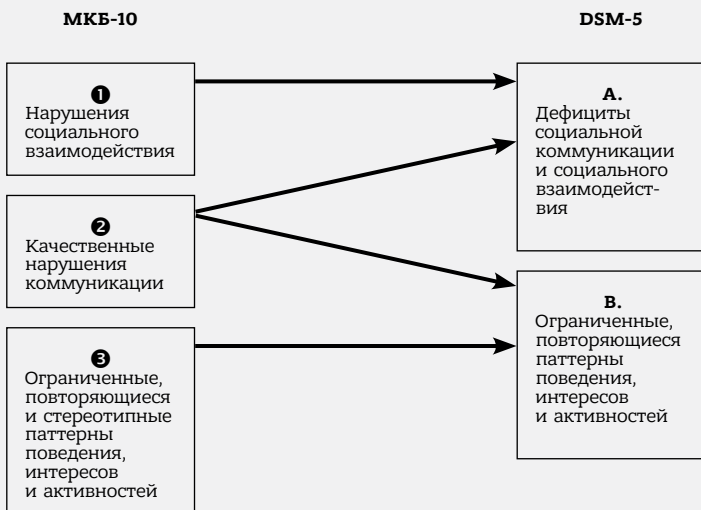 МКБ-10
DSM-5
❶
Нарушения
социального
взаимодействия
❷
Качественные
нарушения
коммуникации
❸
Ограниченные,
повторяющиеся
и стереотипные
паттерны
поведения,
интересов
и активностей
А.
Дефициты
социальной
коммуникации
и социального
взаимодейст-
вия
В.
Ограниченные,
повторяющиеся
паттерны
поведения,
интересов
и активностей